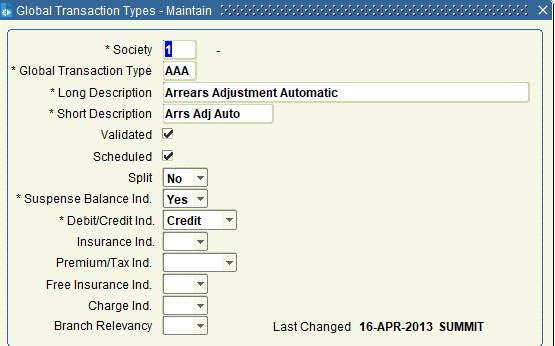 Global Transaction Types - Maintain
* Society 1 -
* Global Transaction Type AAA
* Long Description Arrears Adjustment Automatic
* Short Description Arrs Adj Auto
Validated
Scheduled
Split No
* Suspense Balance Ind. Yes
* Debit/Credit Ind. Credit
Insurance Ind.
Premium/Tax Ind.
Free Insurance Ind.
Charge Ind.
Branch Relevancy Last Changed 16-APR-2013 SUMMIT